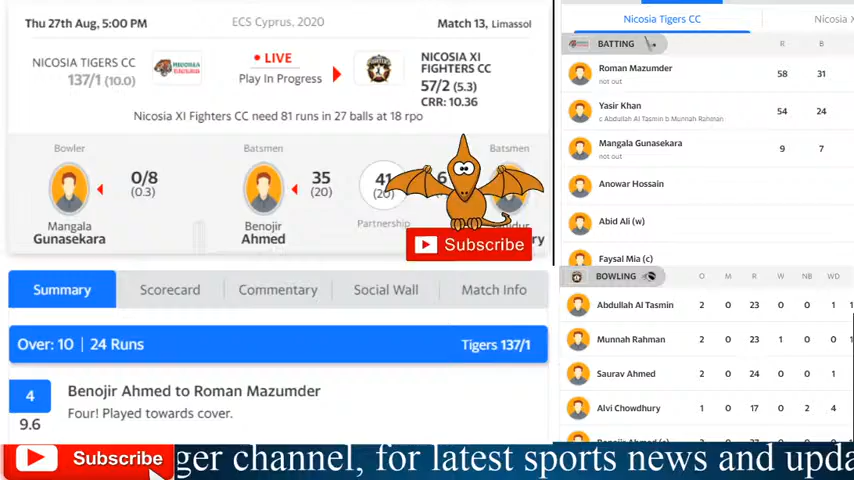 Thu 27th Aug, 5:00 PM
ECS Cyprus, 2020
Match 13, Limassol
NICOSIA TIGERS CC
137/1 (10.0)
LIVE
Play In Progress
NICOSIA XI
FIGHTERS CC
57/2 (5.3)
CRR: 10.36
Nicosia XI Fighters CC need 81 runs in 27 balls at 18 rpo
Bowler
0/8
(0.3)
Mangala
Gunasekara
Batsmen
35
(20)
Benojir
Ahmed
41
(20)
Partnership
Batsmen
6
Subscribe
Summary
Scorecard
Commentary
Social Wall
Match Info
Over: 10 | 24 Runs
Tigers 137/1
4
9.6
Benojir Ahmed to Roman Mazumder
Four! Played towards cover.
Nicosia Tigers CC
Nicosia X
BATTING R B
Roman Mazumder 58 31
not out
Yasir Khan 54 24
c Abdullah Al Tasmin b Munnah Rahman
Mangala Gunasekara 9 7
not out
Anowar Hossain
Abid Ali (w)
Faysal Mia (c)
BOWLING O M R W NB WD
Abdullah Al Tasmin 2 0 23 0 0 1
Munnah Rahman 2 0 23 1 0 0
Saurav Ahmed 2 0 24 0 0 1
Alvi Chowdhury 1 0 17 0 2 4
Subscribe
ger channel, for latest sports news and upda